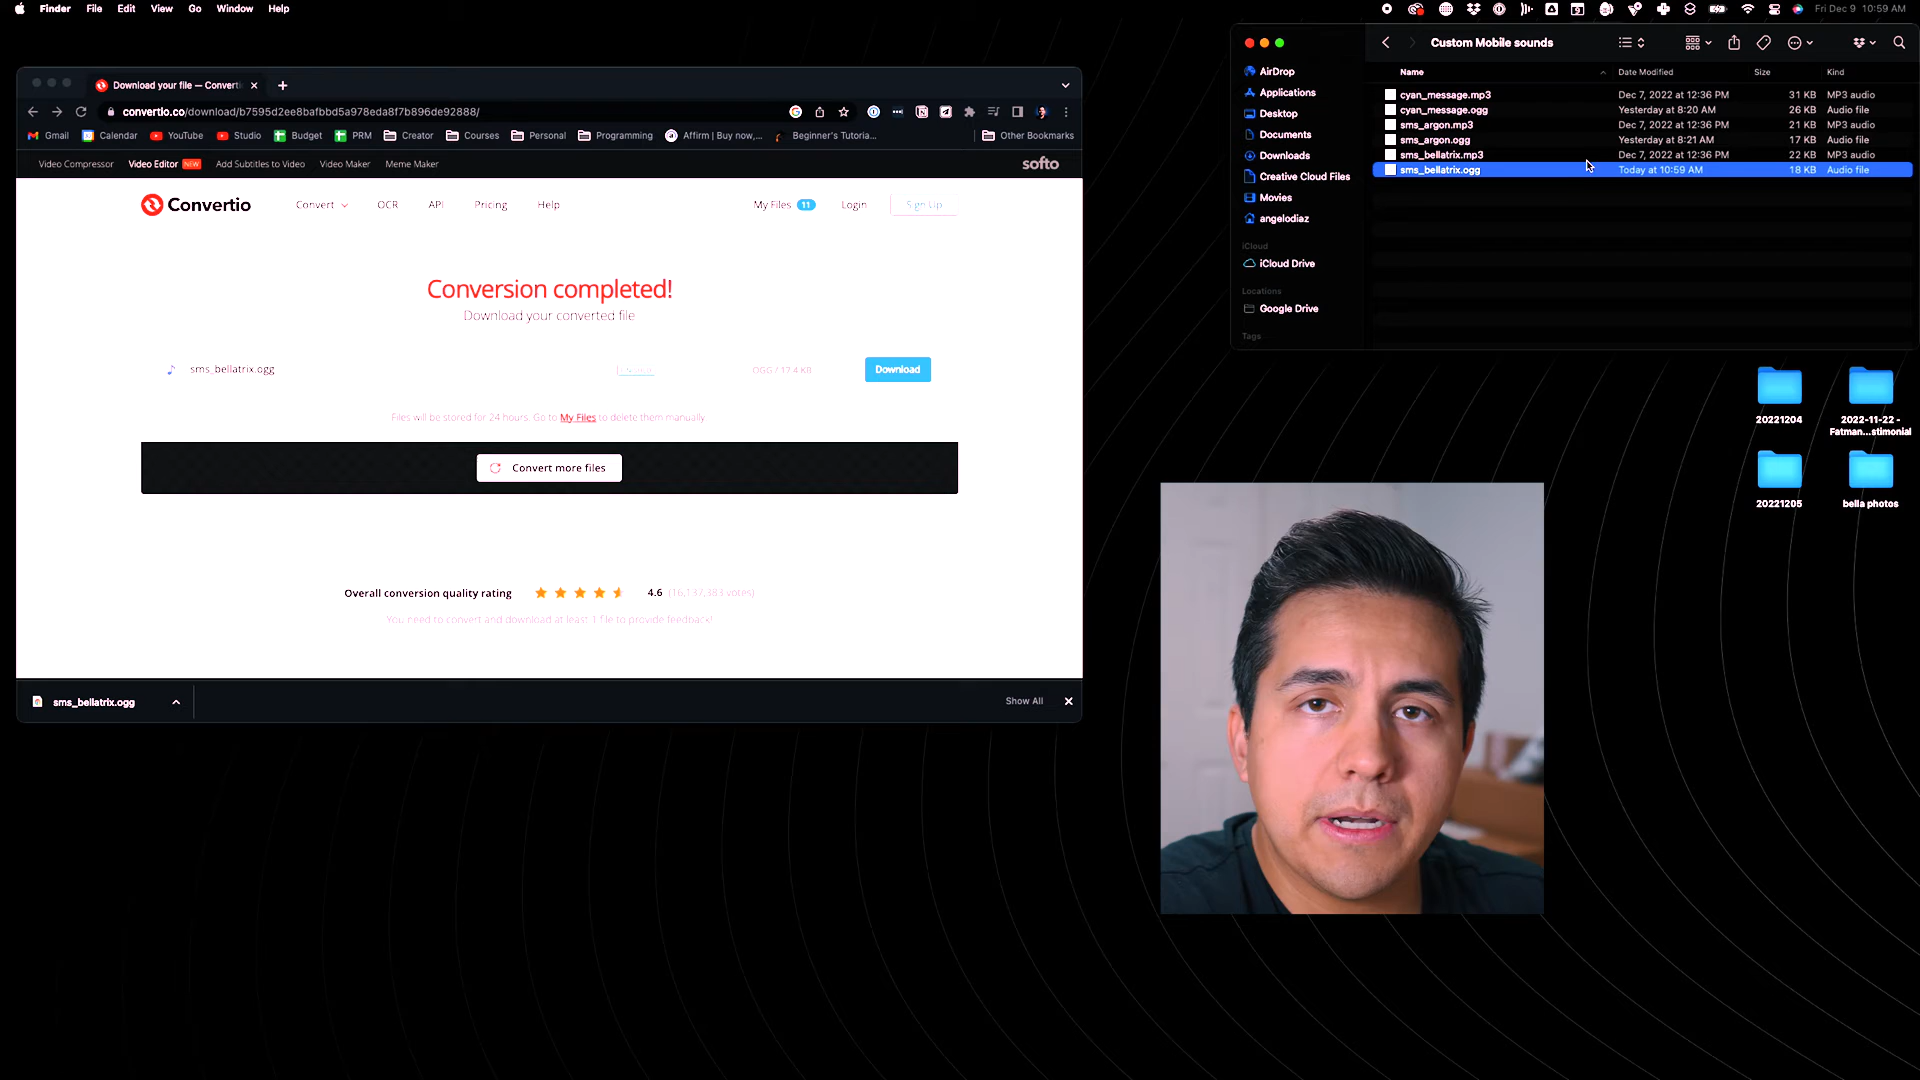 Finder File Edit View Go Window Help
Fri Dec 9 10:59 AM
Download your file — Converti
convertio.co/download/b7595d2ee8bafbbd5a978eda8f7b896de92888/
Gmail Calendar YouTube Studio Budget PRM Creator Courses Personal Programming Affirm | Buy now,... Beginner's Tutoria... Other Bookmarks
Video Compressor Video Editor NEW Add Subtitles to Video Video Maker Meme Maker softo
Convertio Convert OCR API Pricing Help My Files 11 Login Sign Up
Conversion completed!
Download your converted file
sms_bellatrix.ogg OGG / 17.4 KB Download
Files will be stored for 24 hours. Go to My Files to delete them manually.
Convert more files
Overall conversion quality rating 4.6 (16,137,383 votes)
You need to convert and download at least 1 file to provide feedback!
sms_bellatrix.ogg Show All
Custom Mobile sounds
AirDrop
Applications
Desktop
Documents
Downloads
Creative Cloud Files
Movies
angelodiaz
iCloud
iCloud Drive
Locations
Google Drive
Tags
Name Date Modified Size Kind
cyan_message.mp3 Dec 7, 2022 at 12:36 PM 31 KB MP3 audio
cyan_message.ogg Yesterday at 8:20 AM 26 KB Audio file
sms_argon.mp3 Dec 7, 2022 at 12:36 PM 21 KB MP3 audio
sms_argon.ogg Yesterday at 8:21 AM 17 KB Audio file
sms_bellatrix.mp3 Dec 7, 2022 at 12:36 PM 22 KB MP3 audio
sms_bellatrix.ogg Today at 10:59 AM 18 KB Audio file
20221204
2022-11-22 -
Fatman...stimonial
20221205
bella photos